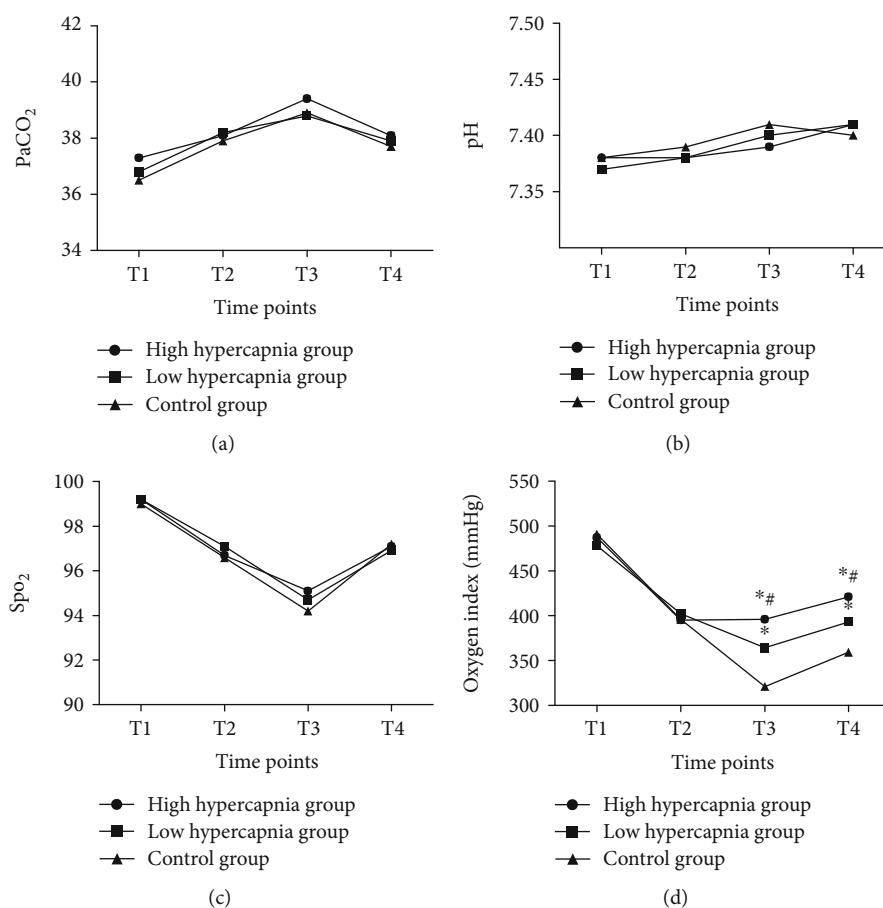 42
40
38
36
34
PaCO₂
T1 T2 T3 T4
Time points
High hypercapnia group
Low hypercapnia group
Control group
(a)
7.50
7.45
7.40
7.35
pH
T1 T2 T3 T4
Time points
High hypercapnia group
Low hypercapnia group
Control group
(b)
100
98
96
94
92
90
Spo₂
T1 T2 T3 T4
Time points
High hypercapnia group
Low hypercapnia group
Control group
(c)
550
500
450
400
350
300
Oxygen index (mmHg)
*# *#
* *
T1 T2 T3 T4
Time points
High hypercapnia group
Low hypercapnia group
Control group
(d)